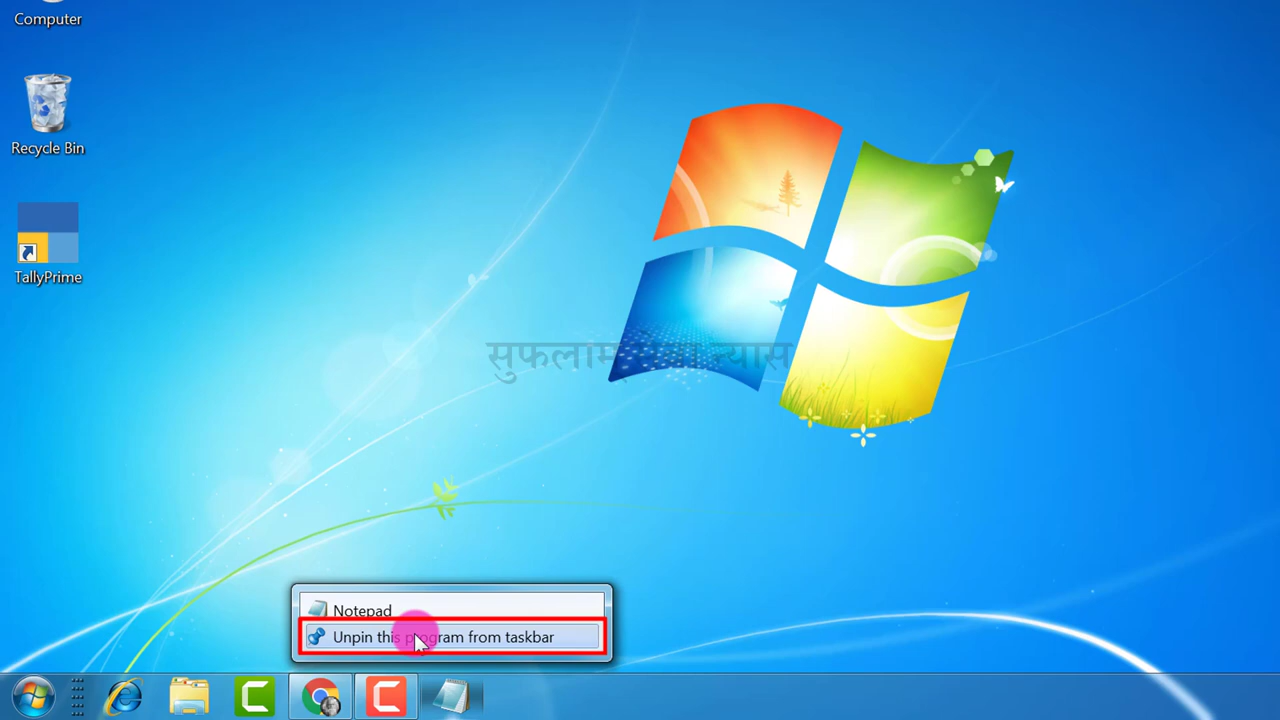 Computer
Recycle Bin
TallyPrime
सुफलाम् सेवा न्यास
Notepad
Unpin this program from taskbar